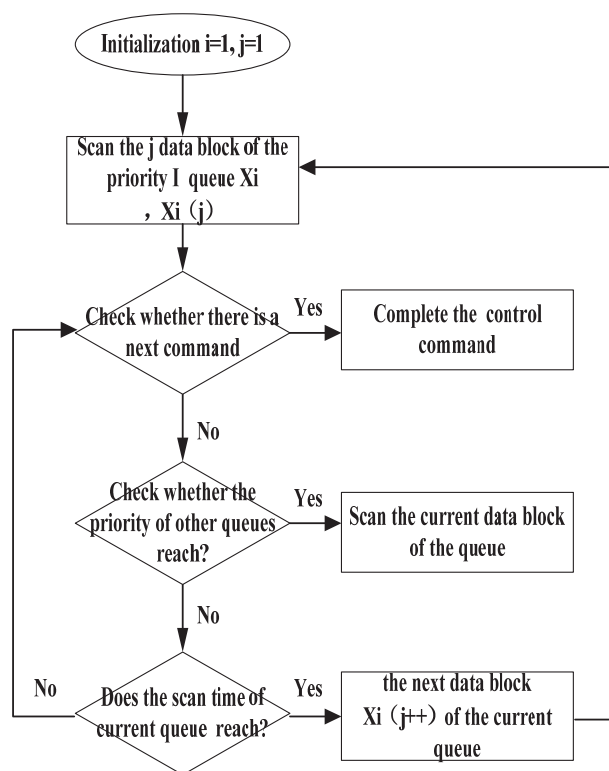 Initialization i=1, j=1
Scan the j data block of the
priority I queue Xi
, Xi (j)
Check whether there is a
next command
Yes
Complete the control
command
No
Check whether the
priority of other queues
reach?
Yes
Scan the current data block
of the queue
No
Does the scan time of
current queue reach?
No
Yes
the next data block
Xi (j++) of the current
queue